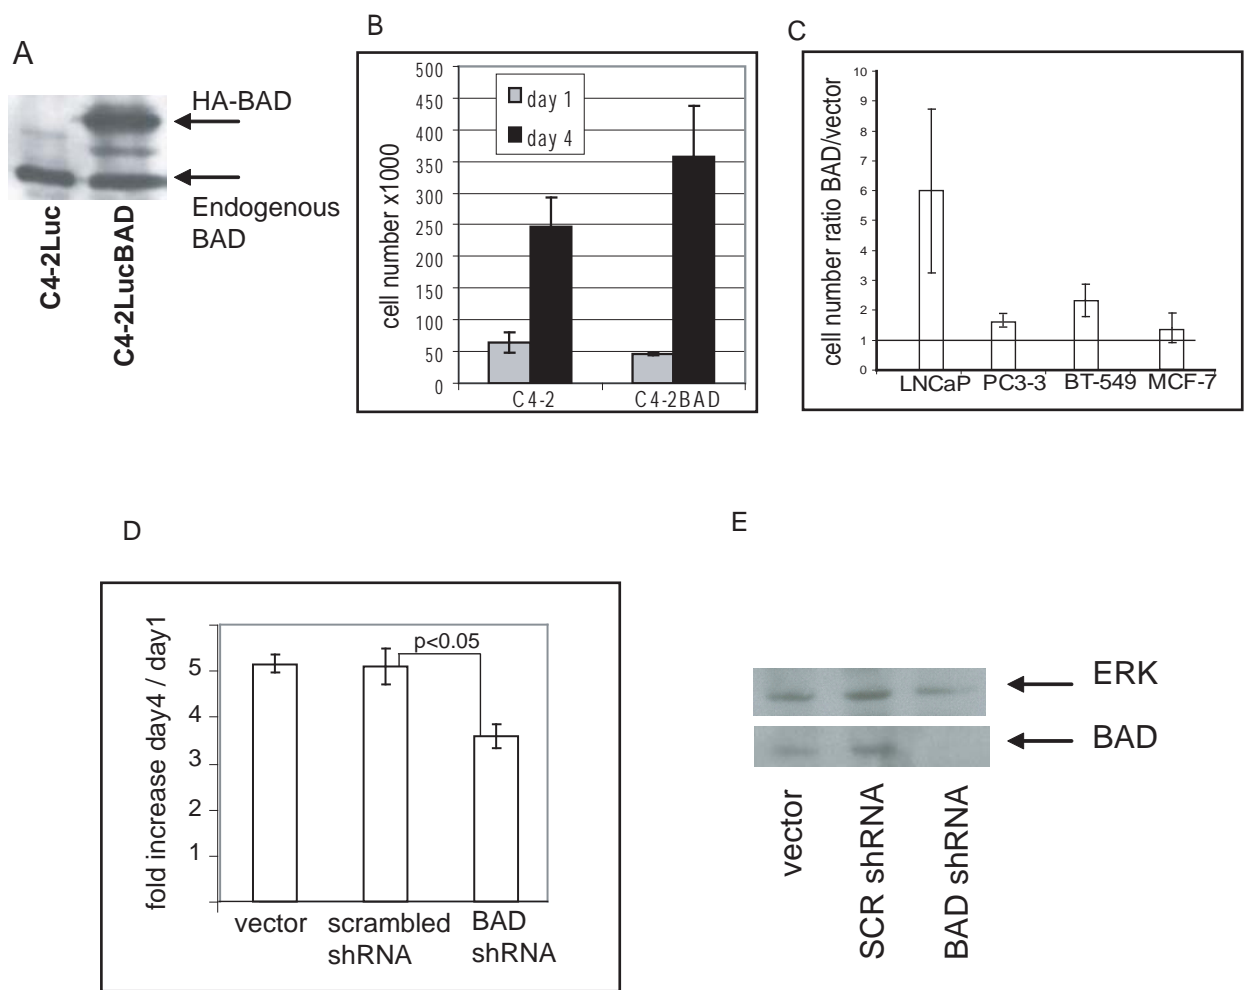 A
HA-BAD
Endogenous
BAD
C4-2Luc
C4-2LucBAD
B
cell number x1000
500
450
400
350
300
250
200
150
100
50
0
day 1
day 4
C4-2
C4-2BAD
C
cell number ratio BAD/vector
10
9
8
7
6
5
4
3
2
1
0
LNCaP
PC3-3
BT-549
MCF-7
D
fold increase day4 / day1
5
4
3
2
1
p<0.05
vector
scrambled
shRNA
BAD
shRNA
E
ERK
BAD
vector
SCR shRNA
BAD shRNA